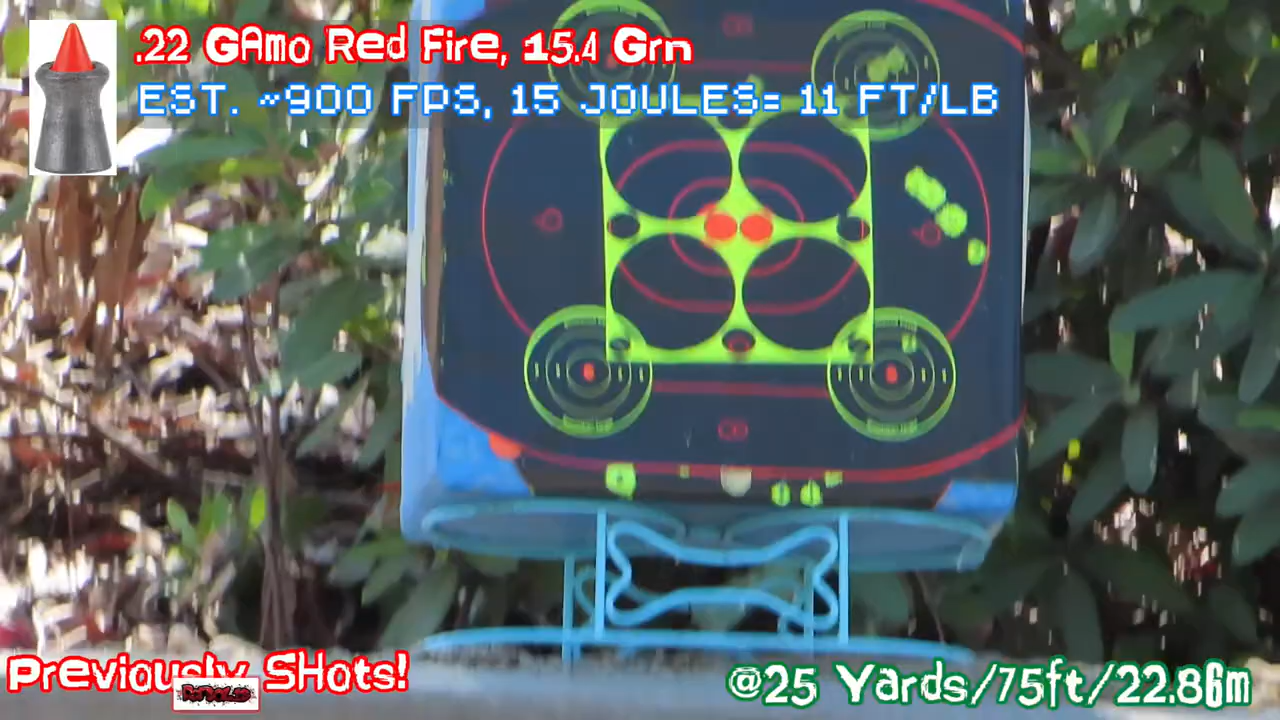 .22 GAmo Red Fire, 15.4 Grn
EST. ~900 FPS, 15 JOULES= 11 FT/LB
Previously SHots!
@25 Yards/75ft/22.86m